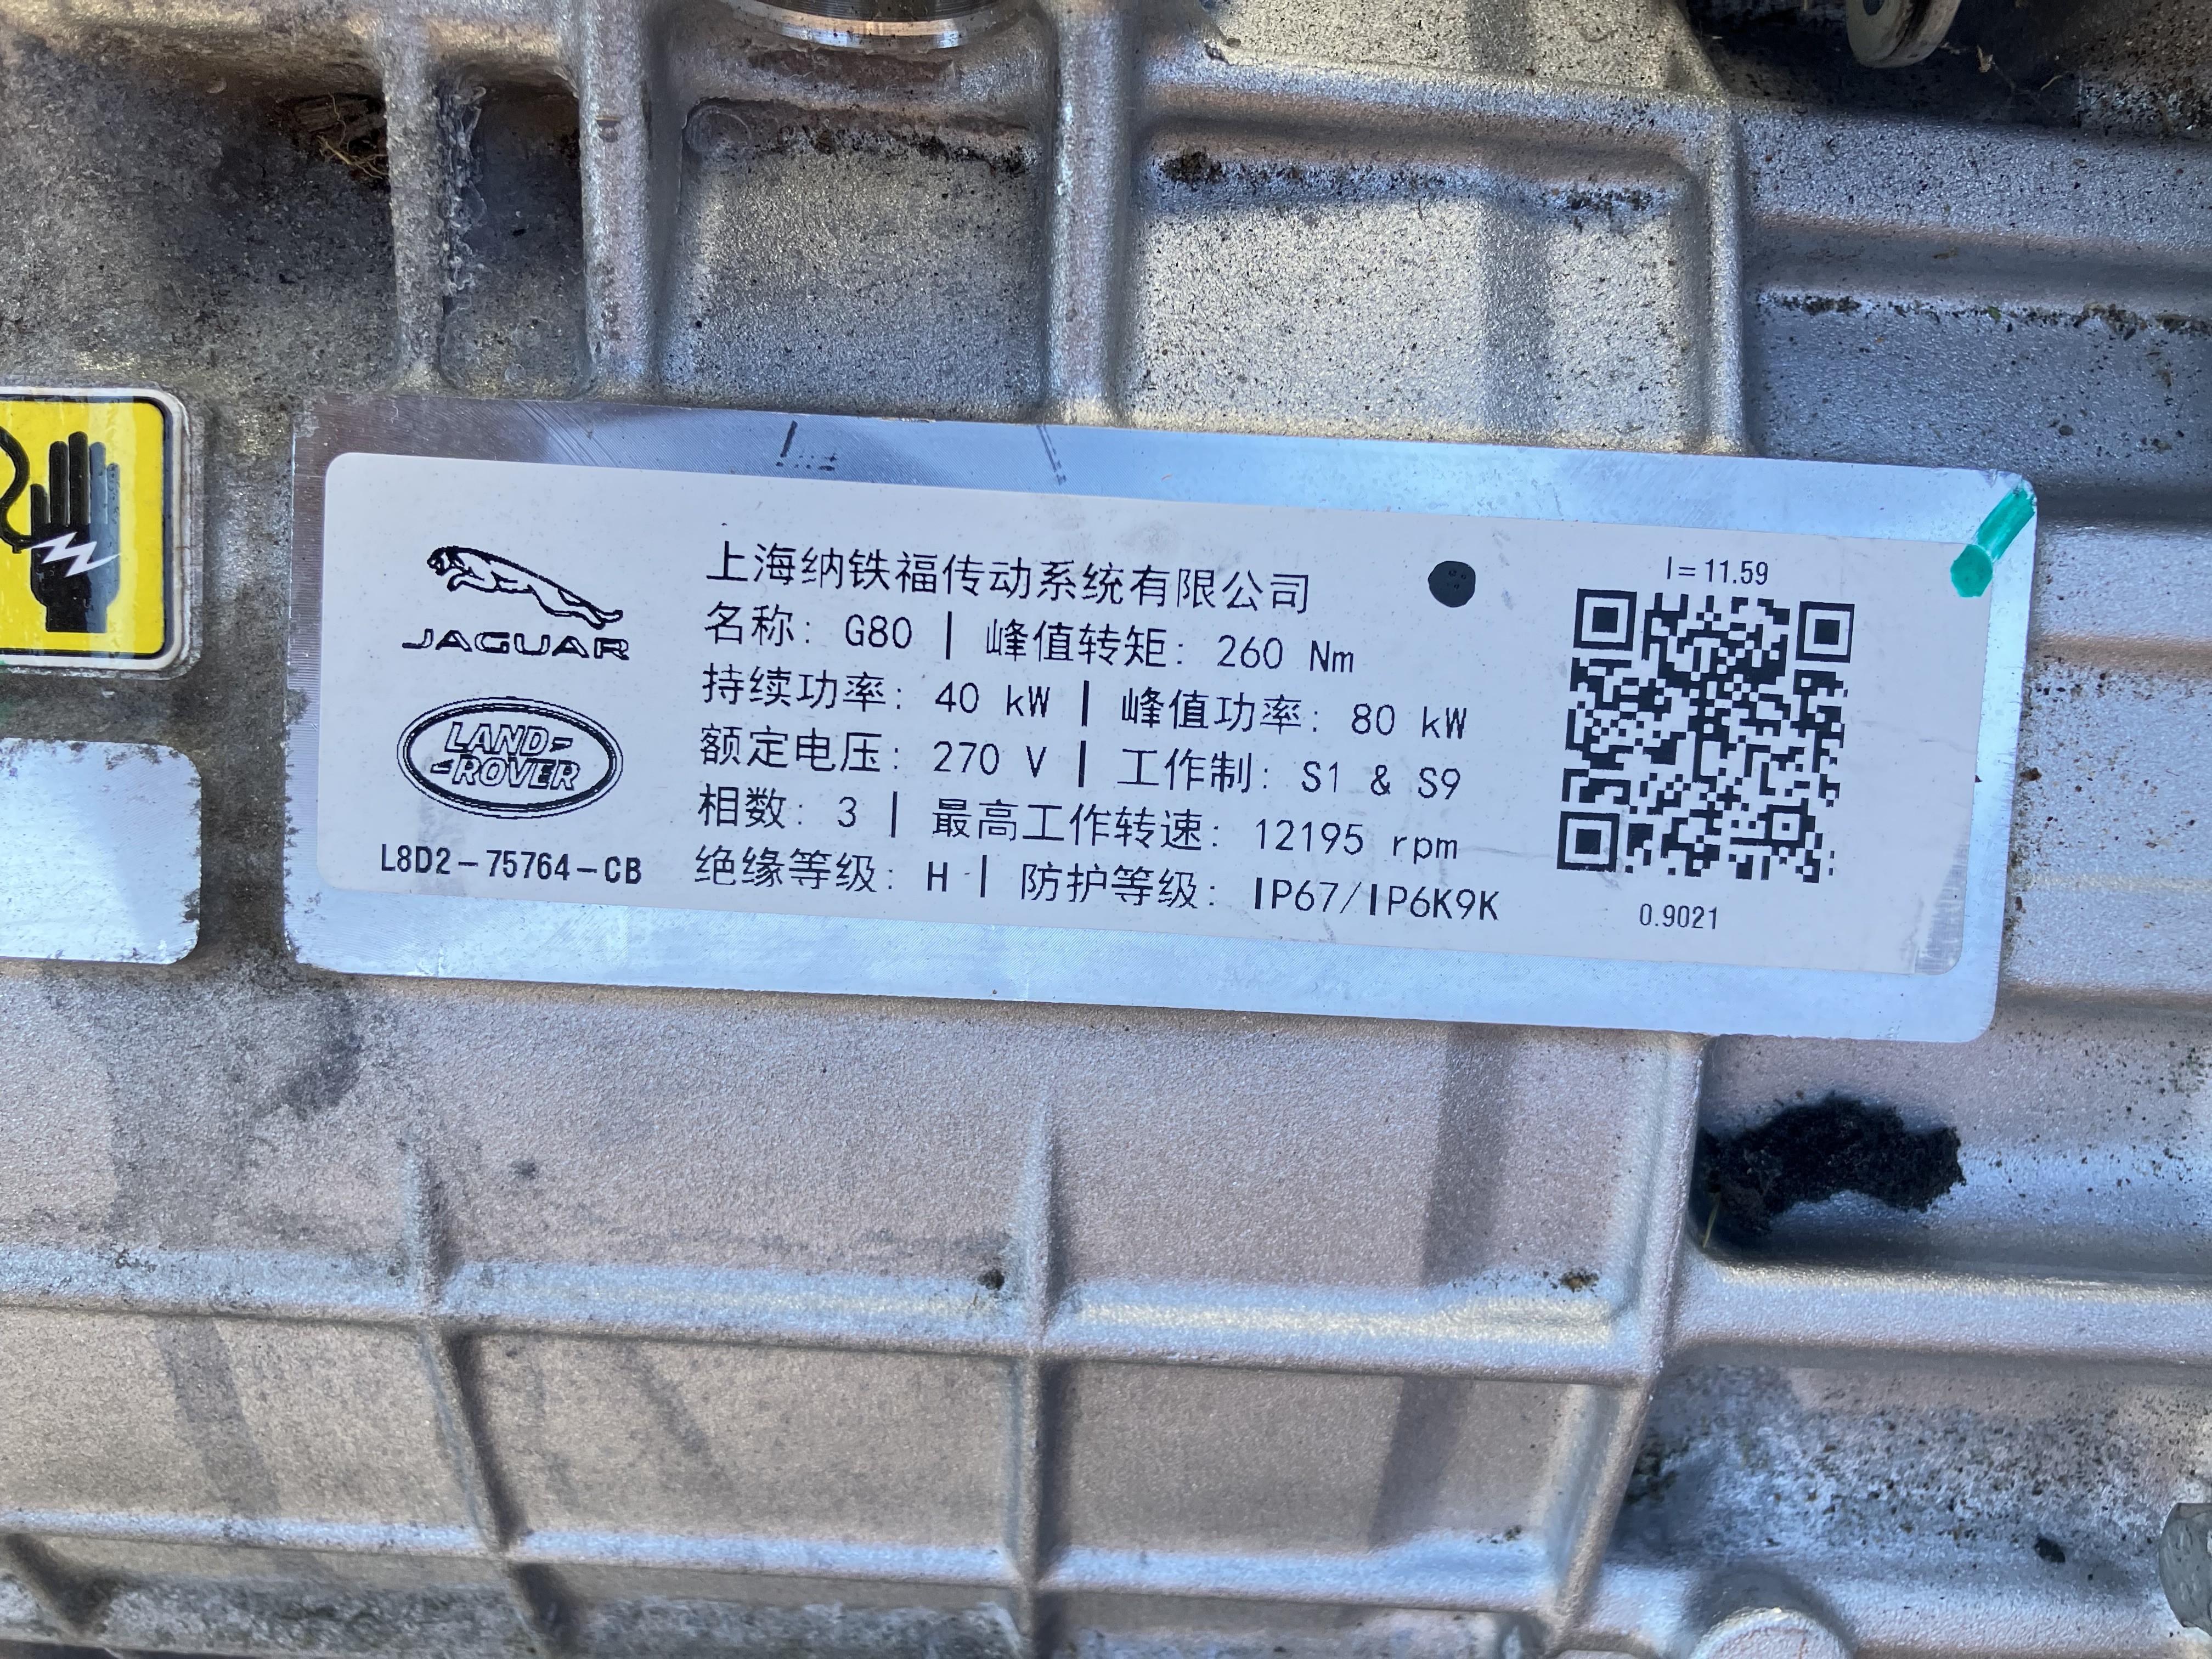 JAGUAR
LAND-
-ROVER
L8D2-75764-CB
上海纳铁福传动系统有限公司
名称: G80 | 峰值转矩: 260 Nm
持续功率: 40 kW | 峰值功率: 80 kW
额定电压: 270 V | 工作制: S1 & S9
相数: 3 | 最高工作转速: 12195 rpm
绝缘等级: H | 防护等级: IP67/IP6K9K
I=11.59
0.9021